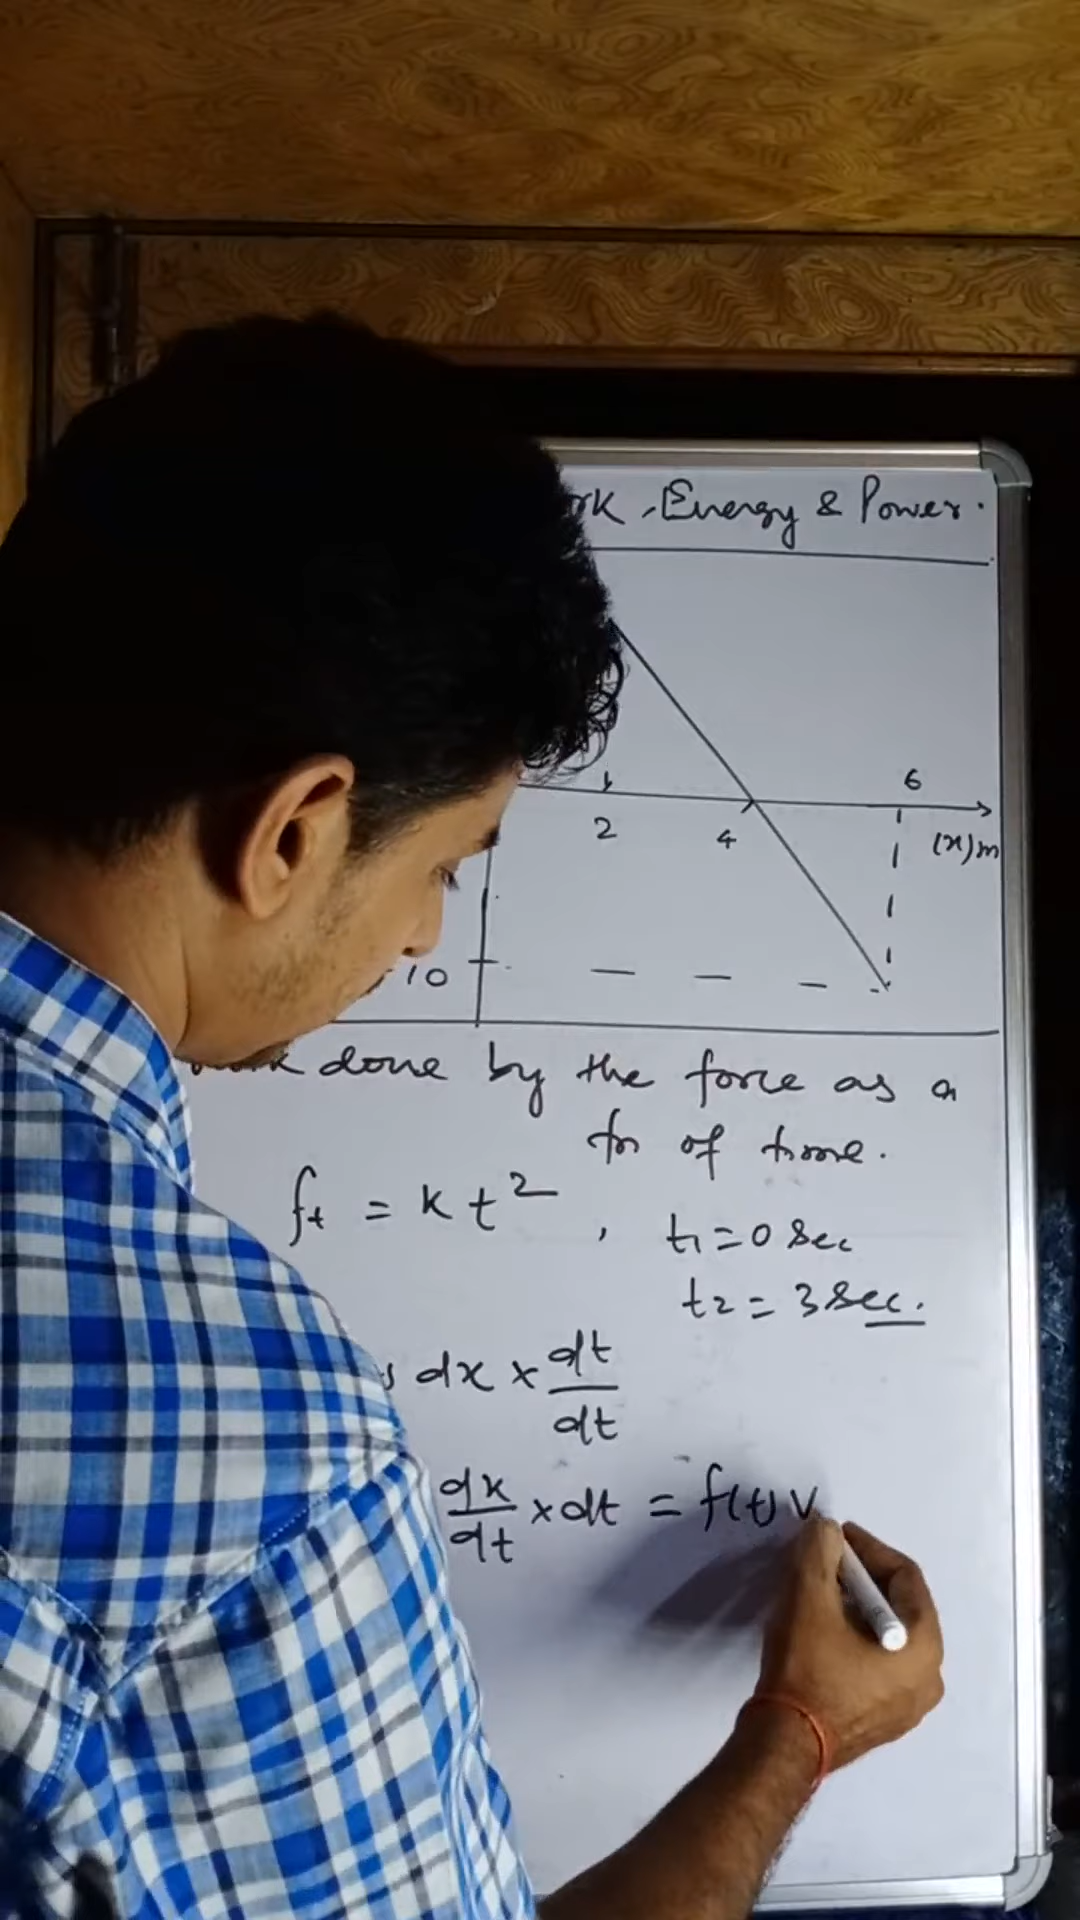 , Energy & Power.
6
2 4 (x)m
10
done by the force as a
fn of time.
ft = kt² , t1 = 0 sec
t2 = 3 sec.
dx × dt/dt
dx/dt × dt = f(t) v